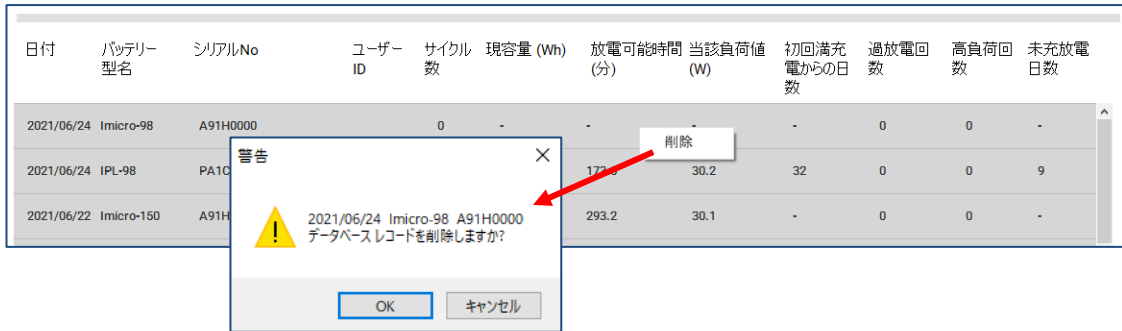 日付 バッテリー型名 シリアルNo ユーザーID サイクル数 現容量 (Wh) 放電可能時間(分) 当該負荷値(W) 初回満充電からの日数 過放電回数 高負荷回数 未充放電日数
2021/06/24 Imicro-98 A91H0000 0 - - - - 0 0 -
削除
2021/06/24 IPL-98 PA1C 30.2 32 0 0 9
2021/06/22 Imicro-150 A91H 293.2 30.1 - 0 0 -
警告
2021/06/24 Imicro-98 A91H0000
データベース レコードを削除しますか?
OK キャンセル